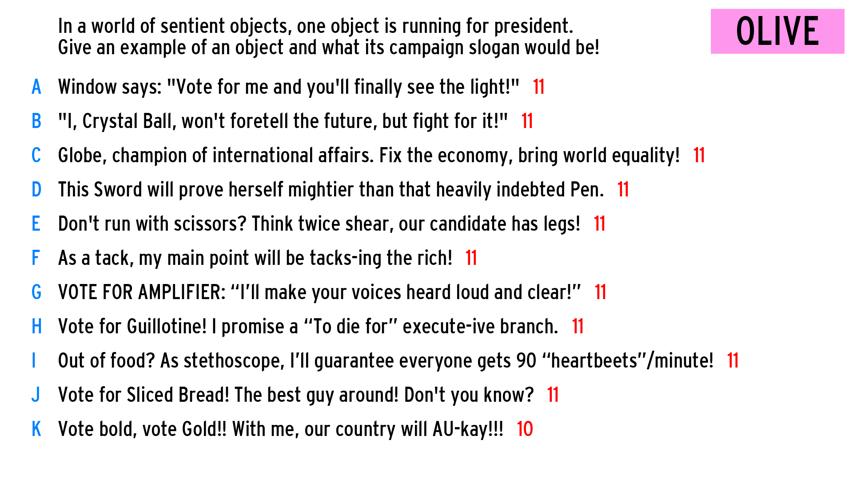 In a world of sentient objects, one object is running for president.
Give an example of an object and what its campaign slogan would be!
OLIVE
A Window says: "Vote for me and you'll finally see the light!" 11
B "I, Crystal Ball, won't foretell the future, but fight for it!" 11
C Globe, champion of international affairs. Fix the economy, bring world equality! 11
D This Sword will prove herself mightier than that heavily indebted Pen. 11
E Don't run with scissors? Think twice shear, our candidate has legs! 11
F As a tack, my main point will be tacks-ing the rich! 11
G VOTE FOR AMPLIFIER: “I’ll make your voices heard loud and clear!” 11
H Vote for Guillotine! I promise a “To die for” execute-ive branch. 11
I Out of food? As stethoscope, I’ll guarantee everyone gets 90 “heartbeets”/minute! 11
J Vote for Sliced Bread! The best guy around! Don't you know? 11
K Vote bold, vote Gold!! With me, our country will AU-kay!!! 10